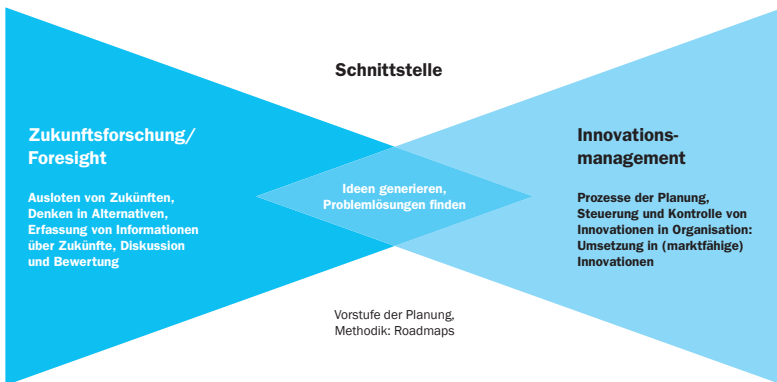 Schnittstelle
Zukunftsforschung/
Foresight
Ausloten von Zukünften,
Denken in Alternativen,
Erfassung von Informationen
über Zukünfte, Diskussion
und Bewertung
Ideen generieren,
Problemlösungen finden
Innovations-
management
Prozesse der Planung,
Steuerung und Kontrolle von
Innovationen in Organisation:
Umsetzung in (marktfähige)
Innovationen
Vorstufe der Planung,
Methodik: Roadmaps